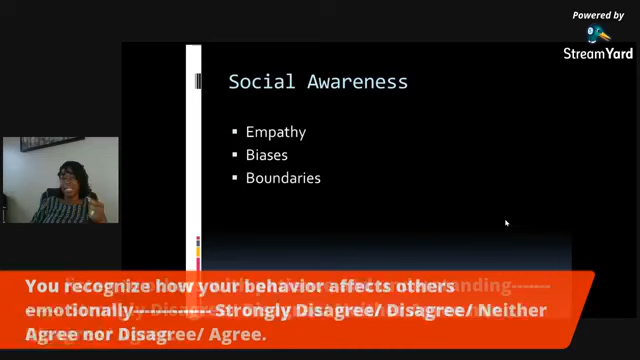 Powered by
StreamYard
Social Awareness
Empathy
Biases
Boundaries
You recognize how your behavior affects others
emotionally------------ Strongly Disagree/ Disagree/ Neither
Agree nor Disagree/ Agree.